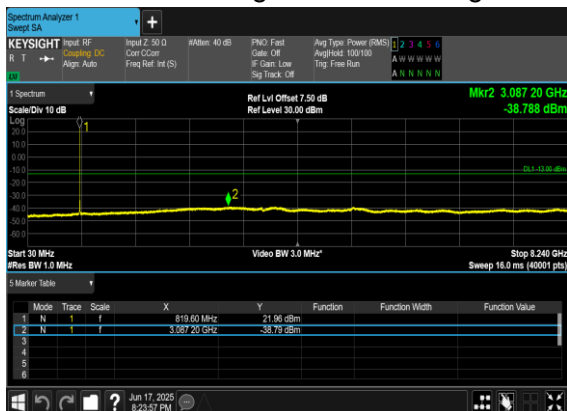 Spectrum Analyzer 1
Swept SA
KEYSIGHT Input: RF Input Z: 50 Ω #Atten: 40 dB PNO: Fast Avg Type: Power (RMS) 1 2 3 4 5 6
R T Coupling: DC Corr CCorr Gate: Off Avg|Hold: 100/100 A W W W W W
Align: Auto Freq Ref: Int (S) IF Gain: Low Trig: Free Run
LXI Sig Track: Off A N N N N N
1 Spectrum Ref Lvl Offset 7.50 dB Mkr2 3.087 20 GHz
Scale/Div 10 dB Ref Level 30.00 dBm -38.788 dBm
Log
20.0 1
10.0
0.00
-10.0 DL1 -13.00 dBm
-20.0
-30.0 2
-40.0
-50.0
-60.0
Start 30 MHz Video BW 3.0 MHz* Stop 8.240 GHz
#Res BW 1.0 MHz Sweep 16.0 ms (40001 pts)
5 Marker Table
Mode Trace Scale X Y Function Function Width Function Value
1 N 1 f 819.60 MHz 21.96 dBm
2 N 1 f 3.087 20 GHz -38.79 dBm
3
4
5
6
? Jun 17, 2025
8:23:57 PM